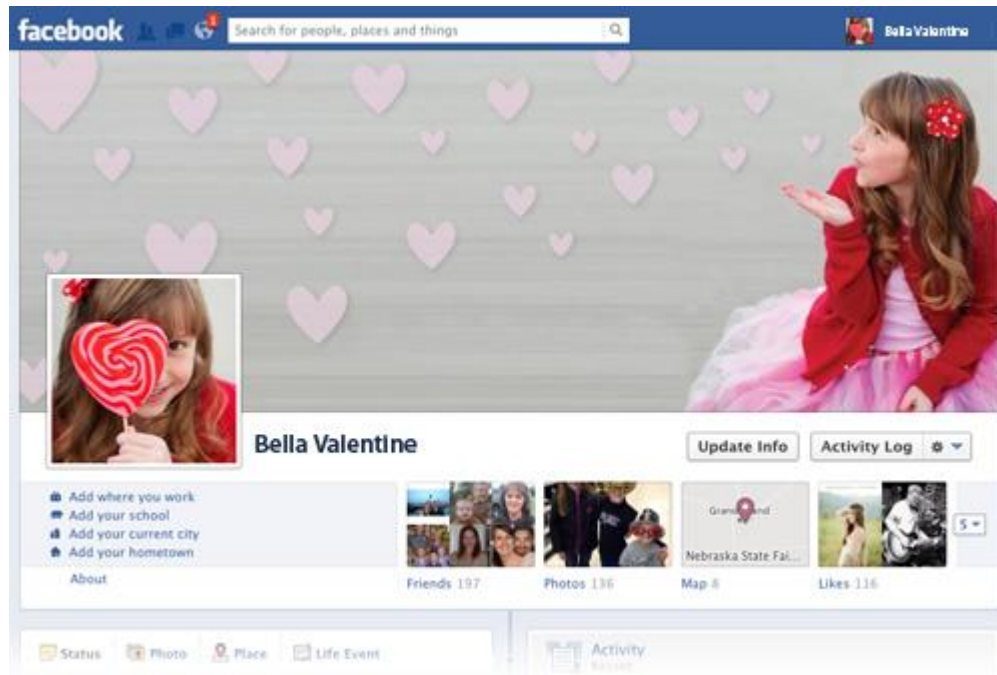 facebook
1
Search for people, places and things
Bella Valentine
Bella Valentine
Update Info
Activity Log
Add where you work
Add your school
Add your current city
Add your hometown
About
Nebraska State Fai...
5
Friends 197
Photos 136
Map 8
Likes 116
Status
Photo
Place
Life Event
Activity